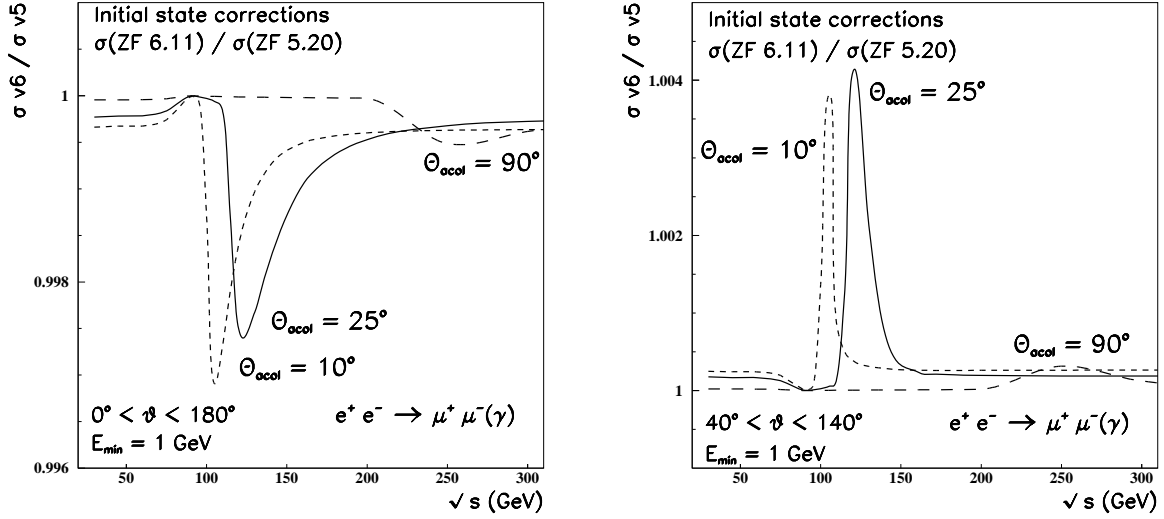 σ v6 / σ v5
Initial state corrections
σ(ZF 6.11) / σ(ZF 5.20)
1
0.998
0.996
Θacol = 90°
Θacol = 25°
Θacol = 10°
0° < ϑ < 180°
e⁺ e⁻ → μ⁺ μ⁻(γ)
Emin = 1 GeV
50 100 150 200 250 300
√ s (GeV)
σ v6 / σ v5
Initial state corrections
σ(ZF 6.11) / σ(ZF 5.20)
1.004
1.002
1
Θacol = 25°
Θacol = 10°
Θacol = 90°
40° < ϑ < 140°
e⁺ e⁻ → μ⁺ μ⁻(γ)
Emin = 1 GeV
50 100 150 200 250 300
√ s (GeV)